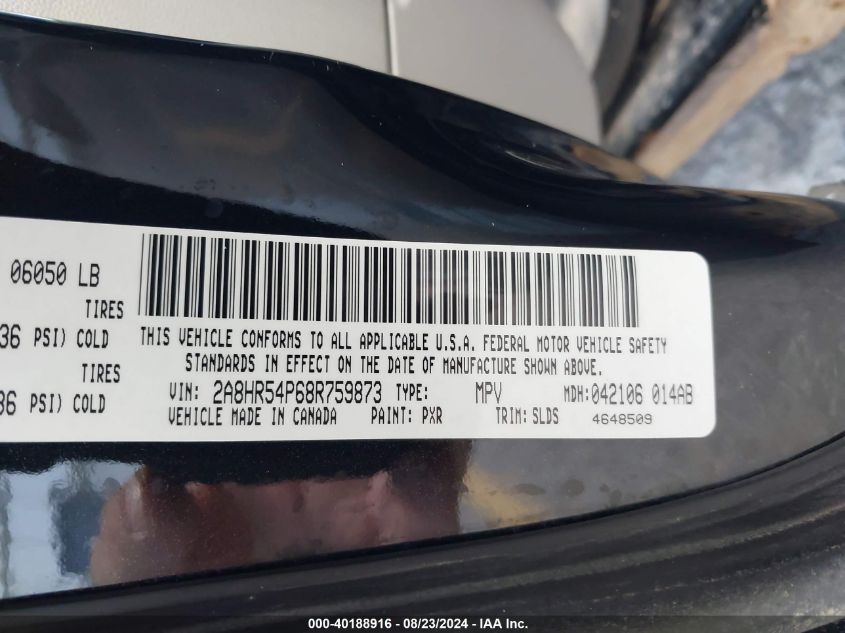 06050 LB
TIRES
36 PSI) COLD
TIRES
36 PSI) COLD
THIS VEHICLE CONFORMS TO ALL APPLICABLE U.S.A. FEDERAL MOTOR VEHICLE SAFETY
STANDARDS IN EFFECT ON THE DATE OF MANUFACTURE SHOWN ABOVE.
VIN: 2A8HR54P68R759873 TYPE: MPV MDH:042106 014AB
VEHICLE MADE IN CANADA PAINT: PXR TRIM: SLDS 4648509
000-40188916 - 08/23/2024 - IAA Inc.